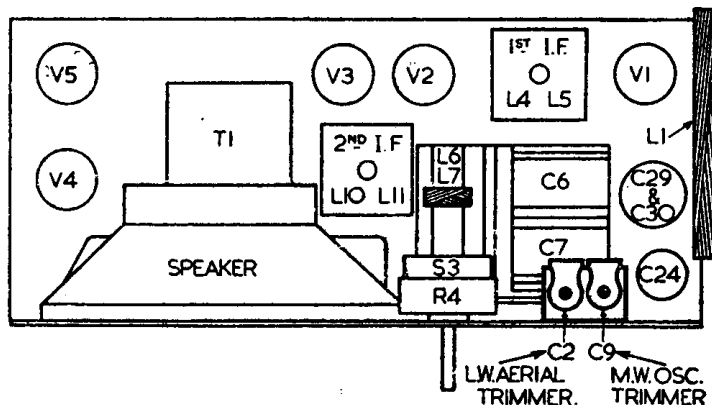 V5
V3
V2
1ST I.F.
L4 L5
V1
L1
T1
2ND I.F
L10 L11
L6
L7
C6
C29
&
C30
V4
C7
SPEAKER
S3
C24
R4
C2 C9
L.W. AERIAL
TRIMMER.
M.W. OSC.
TRIMMER